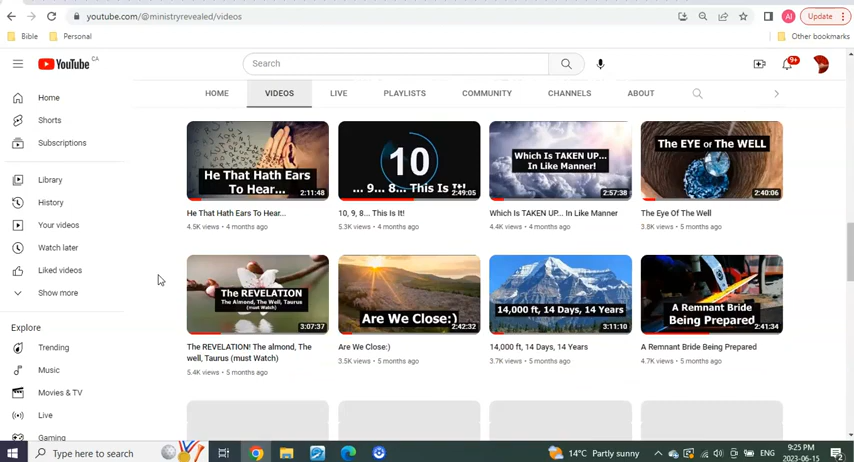 youtube.com/@ministryrevealed/videos
AI
Update
Bible
Personal
Other bookmarks
YouTube CA
Search
9+
HOME
VIDEOS
LIVE
PLAYLISTS
COMMUNITY
CHANNELS
ABOUT
Home
Shorts
Subscriptions
Library
History
Your videos
Watch later
Liked videos
Show more
Explore
Trending
Music
Movies & TV
Live
Gaming
He That Hath Ears
To Hear...
2:11:48
He That Hath Ears To Hear...
4.5K views • 4 months ago
10
... 9... 8... This Is It!
2:49:05
10, 9, 8... This Is It!
5.3K views • 4 months ago
Which Is TAKEN UP...
In Like Manner!
2:57:38
Which Is TAKEN UP... In Like Manner
4.4K views • 4 months ago
The EYE OF The WELL
2:40:06
The Eye Of The Well
3.8K views • 5 months ago
The REVELATION
The Almond, The Well, Taurus
(must Watch)
3:07:37
The REVELATION! The almond, The
well, Taurus (must Watch)
5.4K views • 5 months ago
Are We Close:)
2:42:32
Are We Close:)
3.5K views • 5 months ago
14,000 ft, 14 Days, 14 Years
3:11:10
14,000 ft, 14 Days, 14 Years
3.7K views • 5 months ago
A Remnant Bride
Being Prepared
2:41:34
A Remnant Bride Being Prepared
4.7K views • 5 months ago
Type here to search
14°C Partly sunny
ENG
9:25 PM
2023-06-15
2